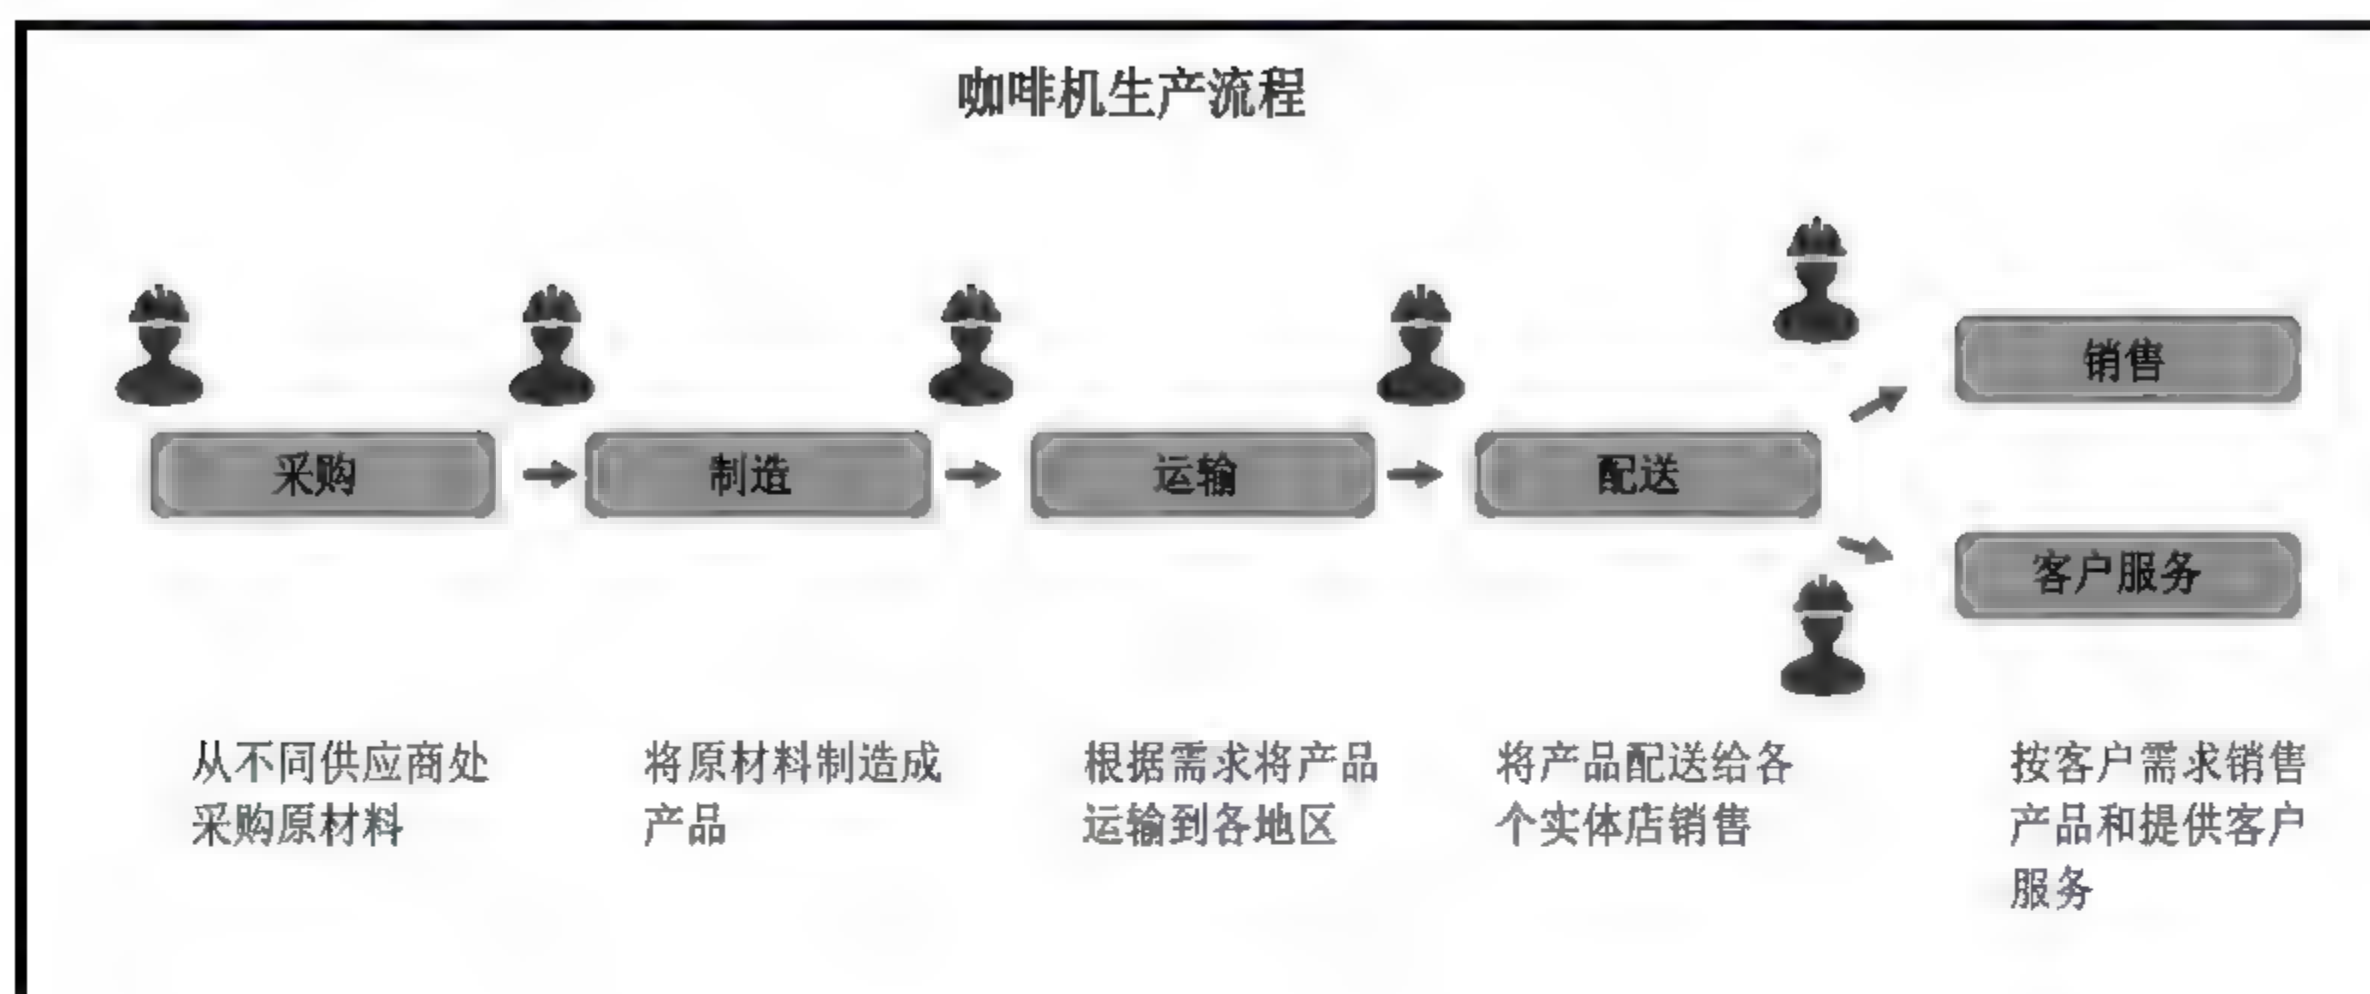 咖啡机生产流程
采购
制造
运输
配送
销售
客户服务
从不同供应商处
采购原材料
将原材料制造成
产品
根据需求将产品
运输到各地区
将产品配送给各
个实体店销售
按客户需求销售
产品和提供客户
服务